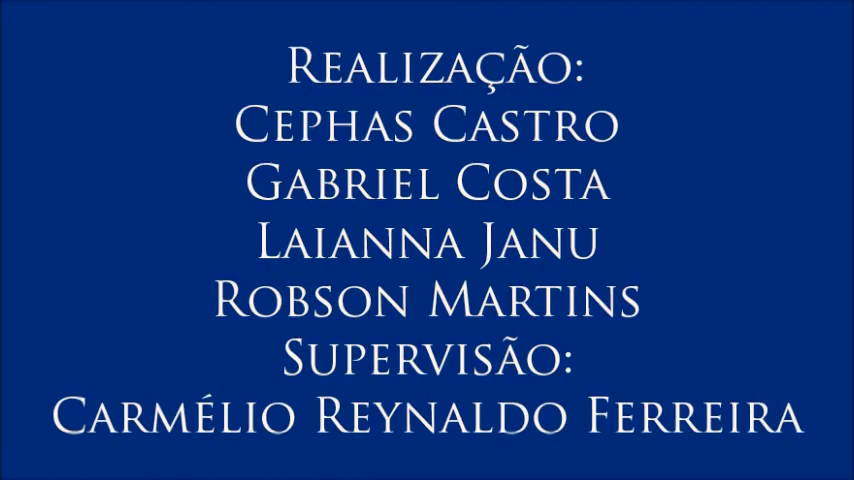 Realização:
Cephas Castro
Gabriel Costa
Laianna Janu
Robson Martins
Supervisão:
Carmélio Reynaldo Ferreira